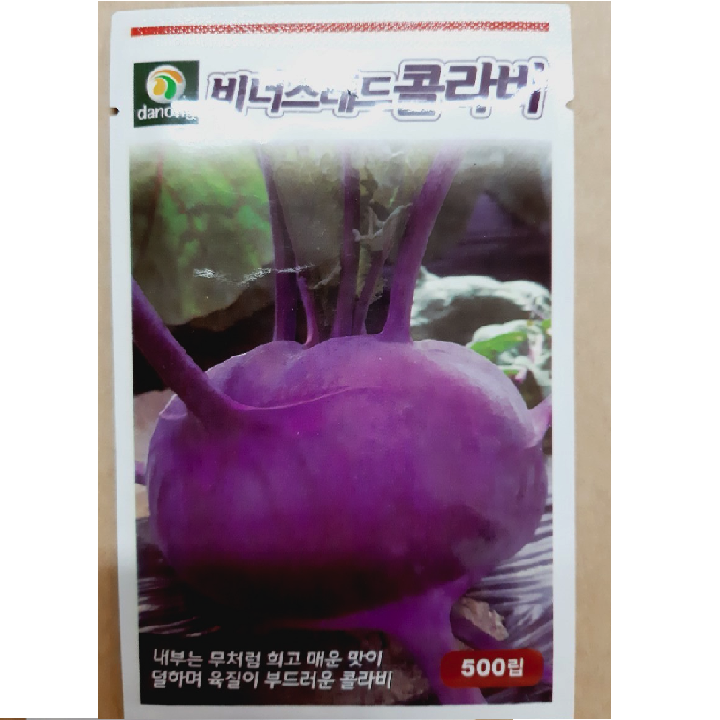 danong
비너스레드콜라비
내부는 무처럼 희고 매운 맛이
덜하며 육질이 부드러운 콜라비
500립